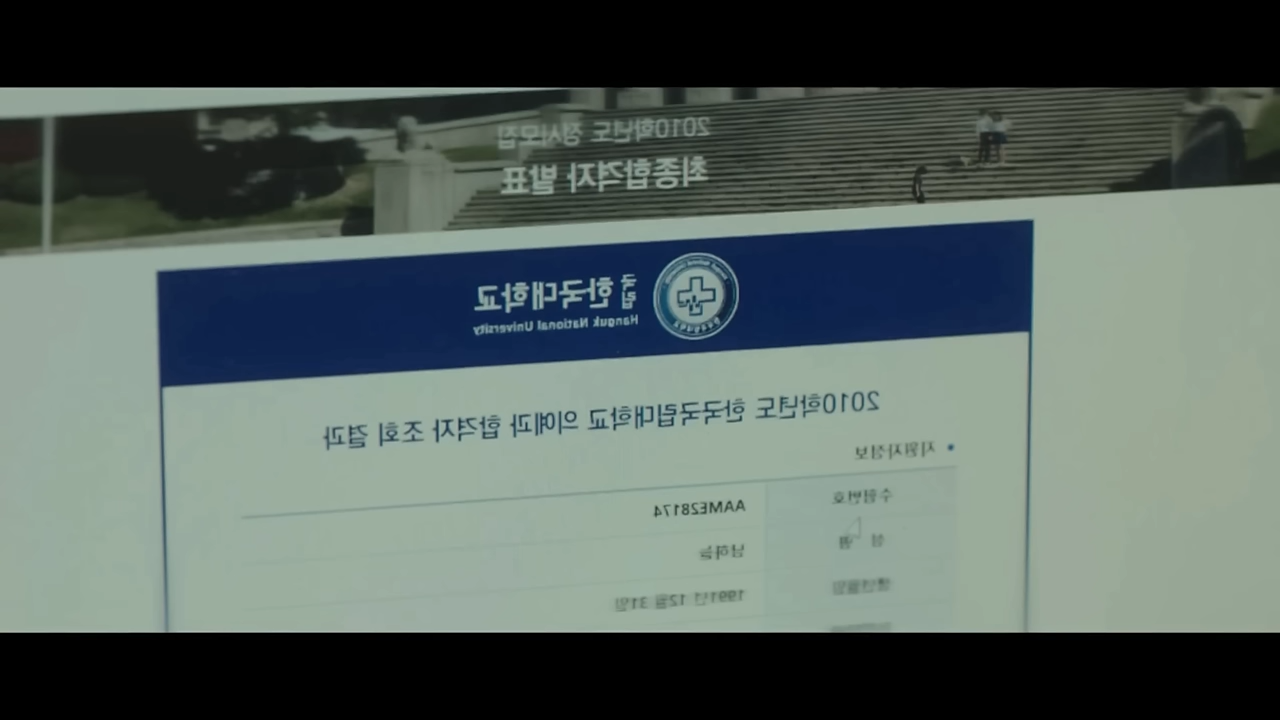 2010학년도 정시모집
최종합격자 발표
국립 한국대학교
Hanguk National University
2010학년도 한국국립대학교 의예과 합격자 조회 결과
• 지원자정보
수험번호 AAME28174
성 명 남하늘
생년월일 1991년 12월 31일